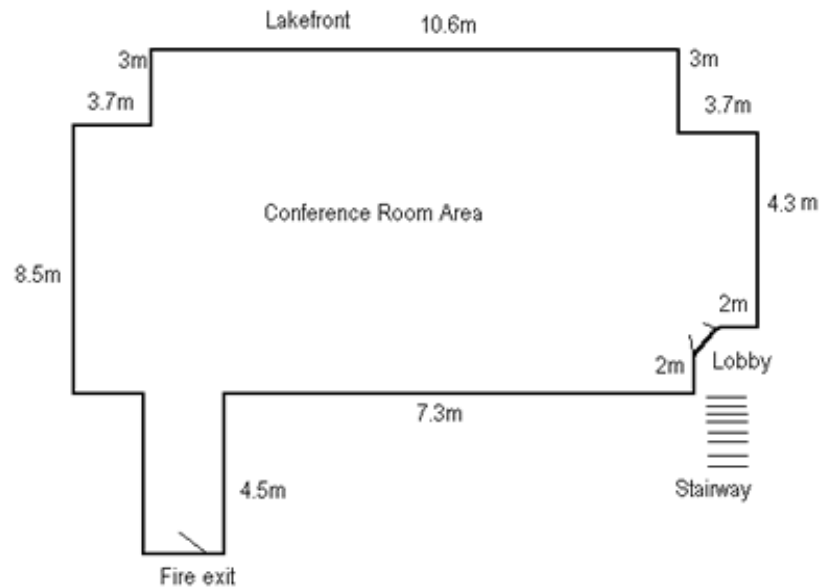 Lakefront 10.6m
3m 3m
3.7m 3.7m
4.3 m
Conference Room Area
8.5m
2m
2m Lobby
7.3m
4.5m Stairway
Fire exit